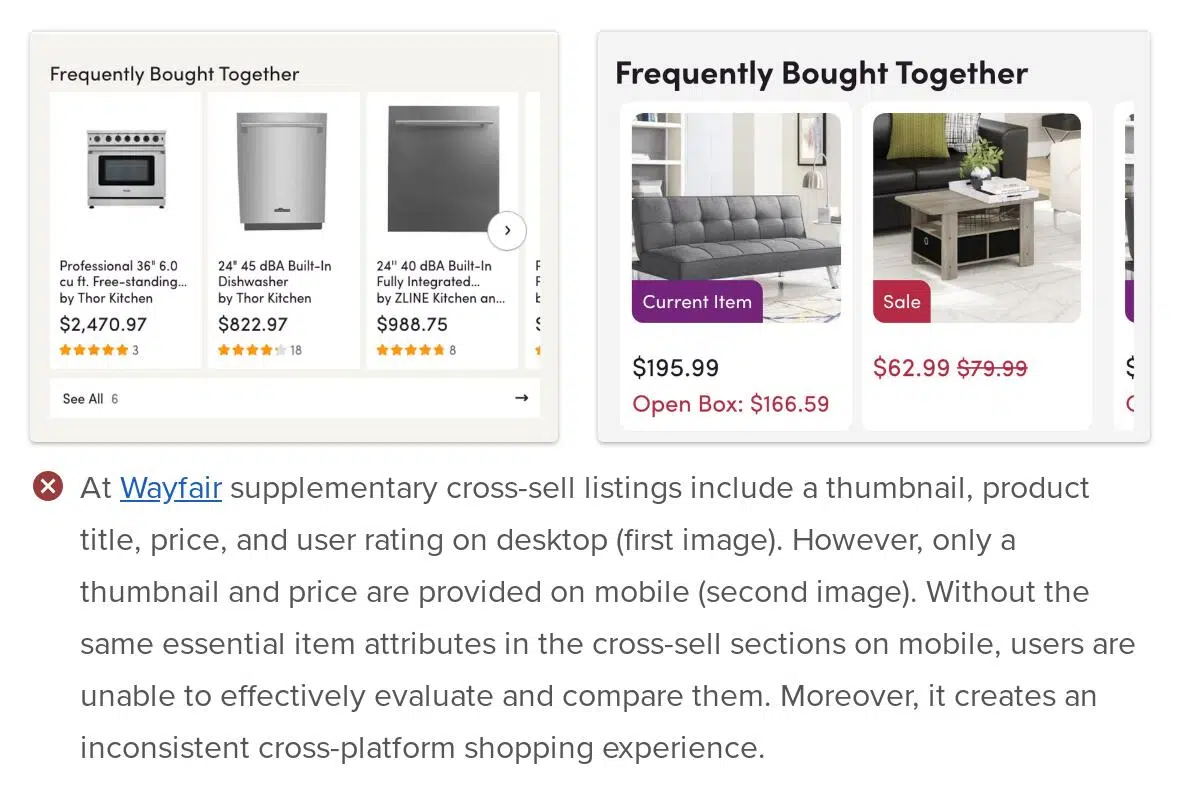 Frequently Bought Together
Professional 36" 6.0
cu ft. Free-standing...
by Thor Kitchen
$2,470.97
3
24" 45 dBA Built-In
Dishwasher
by Thor Kitchen
$822.97
18
24" 40 dBA Built-In
Fully Integrated...
by ZLINE Kitchen an...
$988.75
8
See All 6
Frequently Bought Together
Current Item
$195.99
Open Box: $166.59
Sale
$62.99 $79.99
At Wayfair supplementary cross-sell listings include a thumbnail, product
title, price, and user rating on desktop (first image). However, only a
thumbnail and price are provided on mobile (second image). Without the
same essential item attributes in the cross-sell sections on mobile, users are
unable to effectively evaluate and compare them. Moreover, it creates an
inconsistent cross-platform shopping experience.